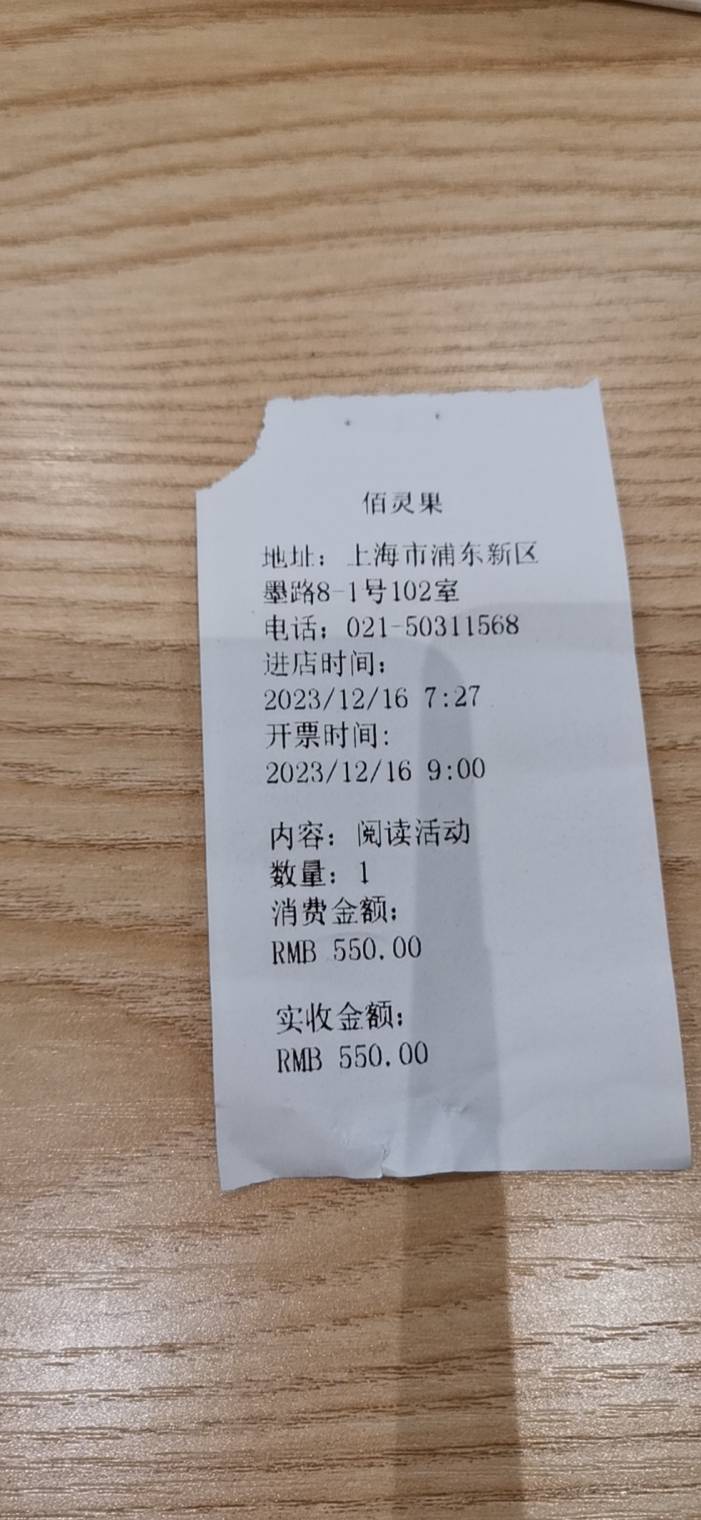 佰灵果
地址：上海市浦东新区
墨路8-1号102室
电话：021-50311568
进店时间：
2023/12/16 7:27
开票时间：
2023/12/16 9:00
内容：阅读活动
数量：1
消费金额：
RMB 550.00
实收金额：
RMB 550.00